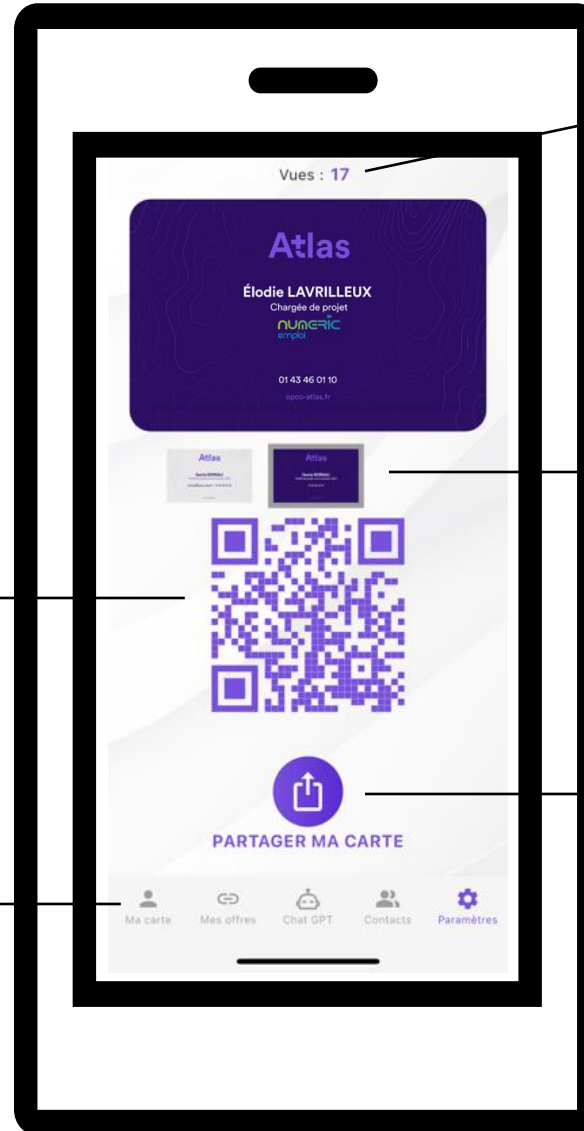 Vues : 17
Atlas
Élodie LAVRILLEUX
Chargée de projet
numeric
emploi
01 43 46 01 10
opco-atlas.fr
Atlas
Atlas
PARTAGER MA CARTE
Ma carte
Mes offres
Chat GPT
Contacts
Paramètres